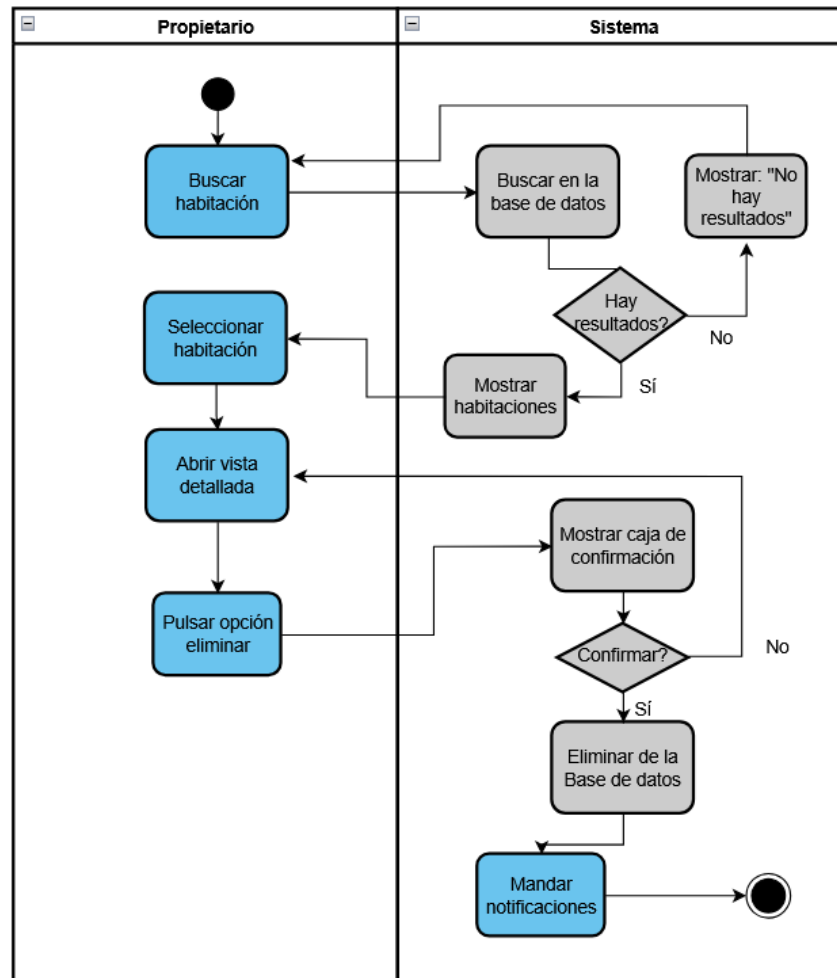 Propietario
Sistema
Buscar
habitación
Buscar en la
base de datos
Mostrar: "No
hay
resultados"
Hay
resultados?
No
Sí
Mostrar
habitaciones
Seleccionar
habitación
Abrir vista
detallada
Pulsar opción
eliminar
Mostrar caja de
confirmación
Confirmar?
No
Sí
Eliminar de la
Base de datos
Mandar
notificaciones